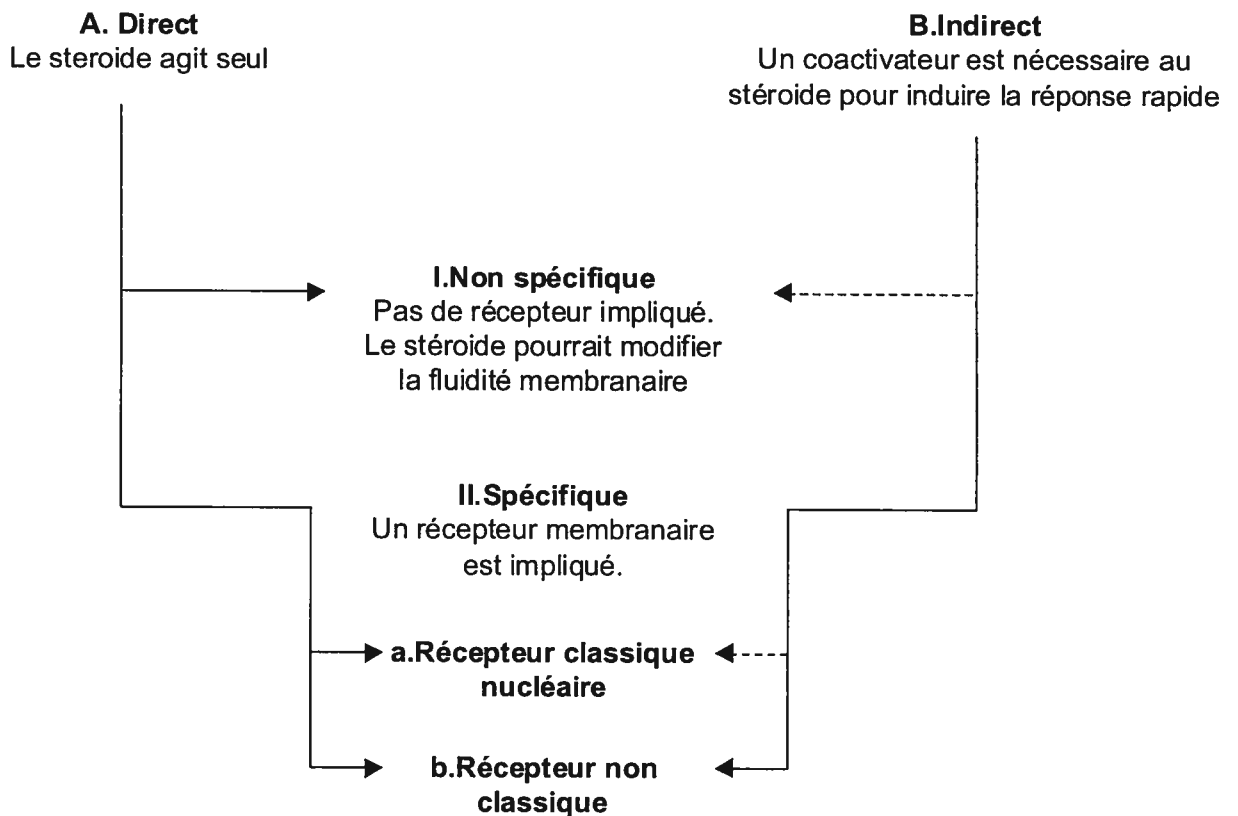 A. Direct
Le steroide agit seul
B.Indirect
Un coactivateur est nécessaire au
stéroide pour induire la réponse rapide
I.Non spécifique
Pas de récepteur impliqué.
Le stéroide pourrait modifier
la fluidité membranaire
II.Spécifique
Un récepteur membranaire
est impliqué.
a.Récepteur classique
nucléaire
b.Récepteur non
classique